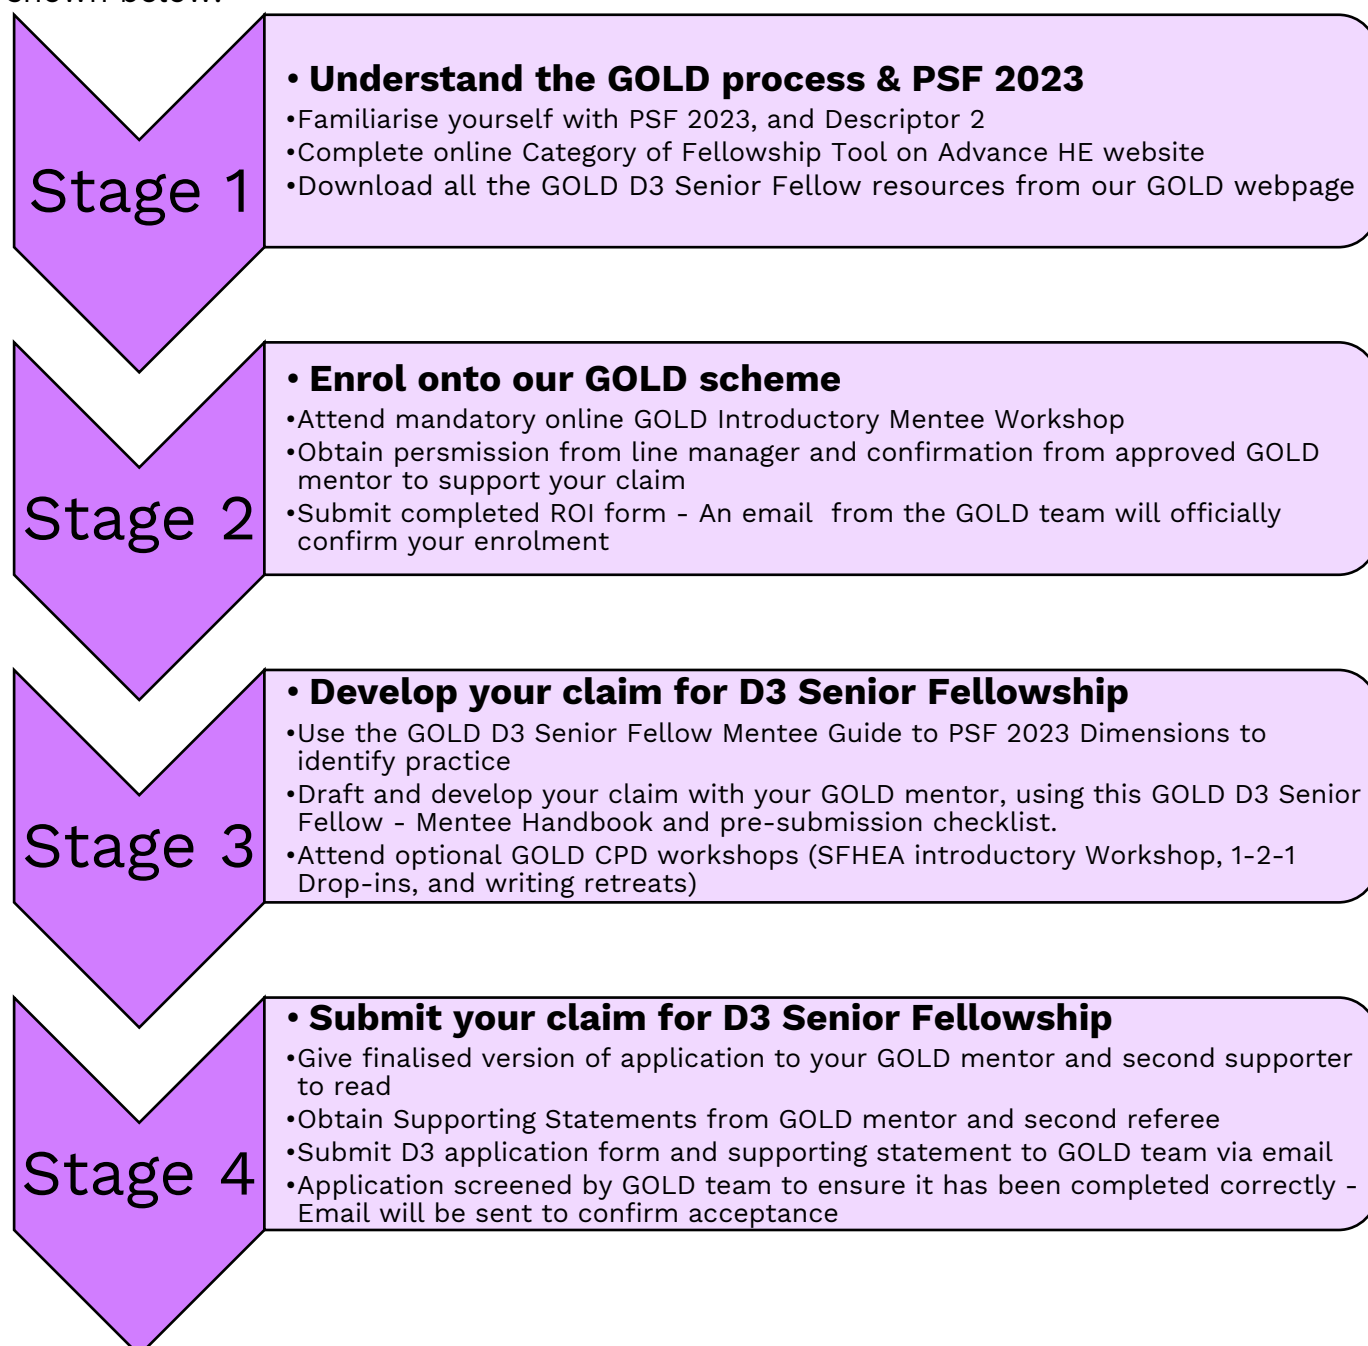 shown below:
• Understand the GOLD process & PSF 2023
•Familiarise yourself with PSF 2023, and Descriptor 2
•Complete online Category of Fellowship Tool on Advance HE website
•Download all the GOLD D3 Senior Fellow resources from our GOLD webpage
Stage 1
• Enrol onto our GOLD scheme
•Attend mandatory online GOLD Introductory Mentee Workshop
•Obtain persmission from line manager and confirmation from approved GOLD
mentor to support your claim
•Submit completed ROI form - An email from the GOLD team will officially
confirm your enrolment
Stage 2
• Develop your claim for D3 Senior Fellowship
•Use the GOLD D3 Senior Fellow Mentee Guide to PSF 2023 Dimensions to
identify practice
•Draft and develop your claim with your GOLD mentor, using this GOLD D3 Senior
Fellow - Mentee Handbook and pre-submission checklist.
•Attend optional GOLD CPD workshops (SFHEA introductory Workshop, 1-2-1
Drop-ins, and writing retreats)
Stage 3
• Submit your claim for D3 Senior Fellowship
•Give finalised version of application to your GOLD mentor and second supporter
to read
•Obtain Supporting Statements from GOLD mentor and second referee
•Submit D3 application form and supporting statement to GOLD team via email
•Application screened by GOLD team to ensure it has been completed correctly -
Email will be sent to confirm acceptance
Stage 4